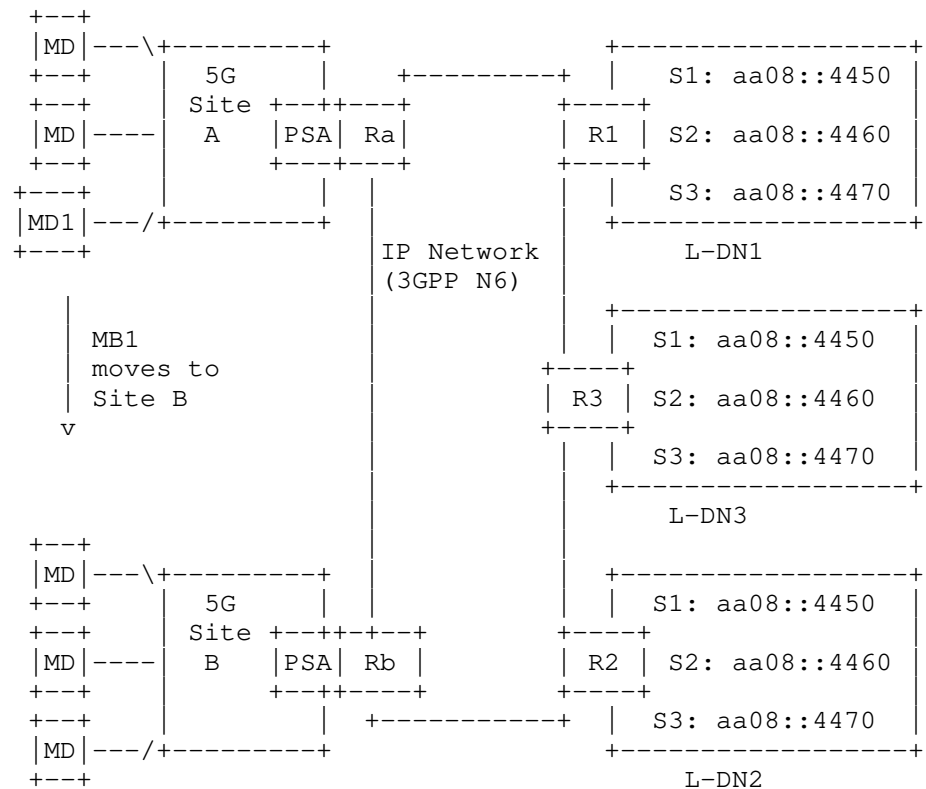 MD
5G S1: aa08::4450
Site
MD A PSA Ra R1 S2: aa08::4460
S3: aa08::4470
MD1
IP Network L-DN1
(3GPP N6)
MB1 S1: aa08::4450
moves to
Site B R3 S2: aa08::4460
v
S3: aa08::4470
L-DN3
MD
5G S1: aa08::4450
Site
MD B PSA Rb R2 S2: aa08::4460
S3: aa08::4470
MD
L-DN2